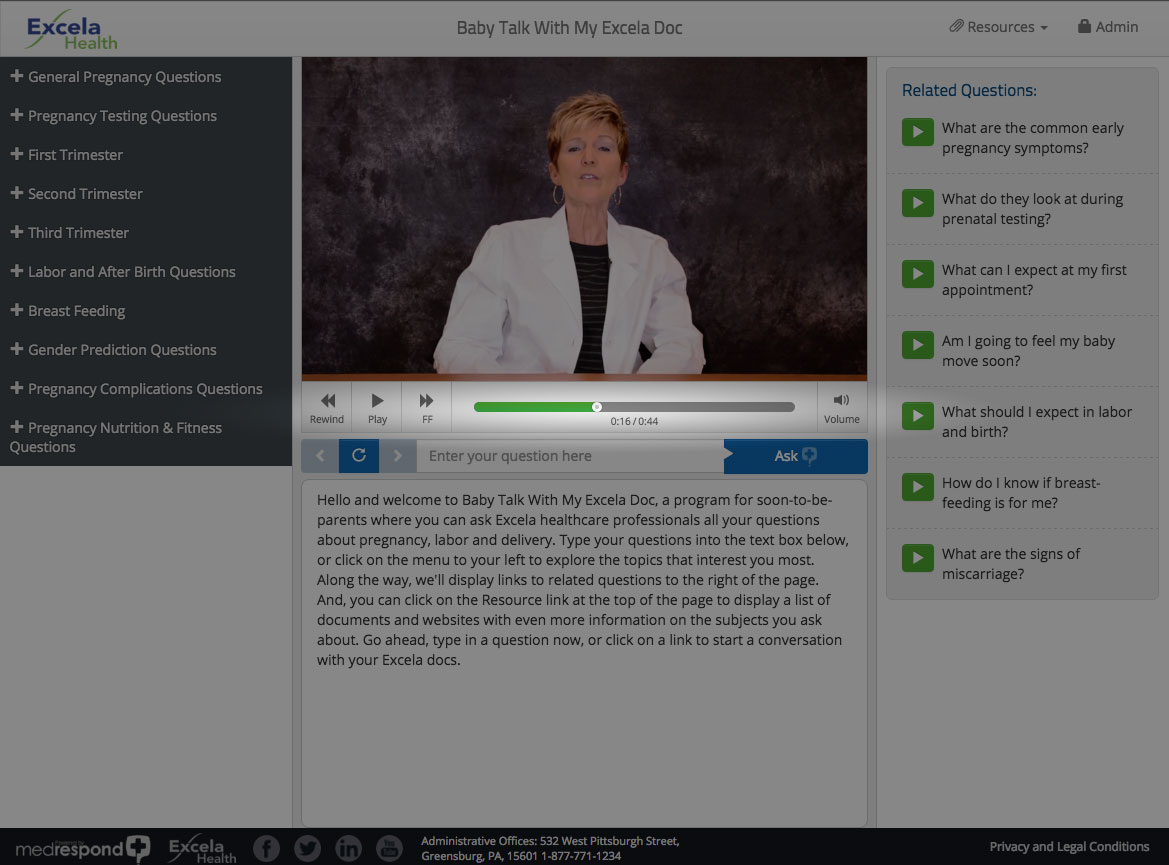 Excela
Health
Baby Talk With My Excela Doc
Resources
Admin
General Pregnancy Questions
Pregnancy Testing Questions
First Trimester
Second Trimester
Third Trimester
Labor and After Birth Questions
Breast Feeding
Gender Prediction Questions
Pregnancy Complications Questions
Pregnancy Nutrition & Fitness
Questions
Rewind
Play
FF
0:16 / 0:44
Volume
Enter your question here
Ask
Hello and welcome to Baby Talk With My Excela Doc, a program for soon-to-be-
parents where you can ask Excela healthcare professionals all your questions
about pregnancy, labor and delivery. Type your questions into the text box below,
or click on the menu to your left to explore the topics that interest you most.
Along the way, we'll display links to related questions to the right of the page.
And, you can click on the Resource link at the top of the page to display a list of
documents and websites with even more information on the subjects you ask
about. Go ahead, type in a question now, or click on a link to start a conversation
with your Excela docs.
Related Questions:
What are the common early
pregnancy symptoms?
What do they look at during
prenatal testing?
What can I expect at my first
appointment?
Am I going to feel my baby
move soon?
What should I expect in labor
and birth?
How do I know if breast-
feeding is for me?
What are the signs of
miscarriage?
medrespond
Excela
Health
Administrative Offices: 532 West Pittsburgh Street,
Greensburg, PA, 15601 1-877-771-1234
Privacy and Legal Conditions